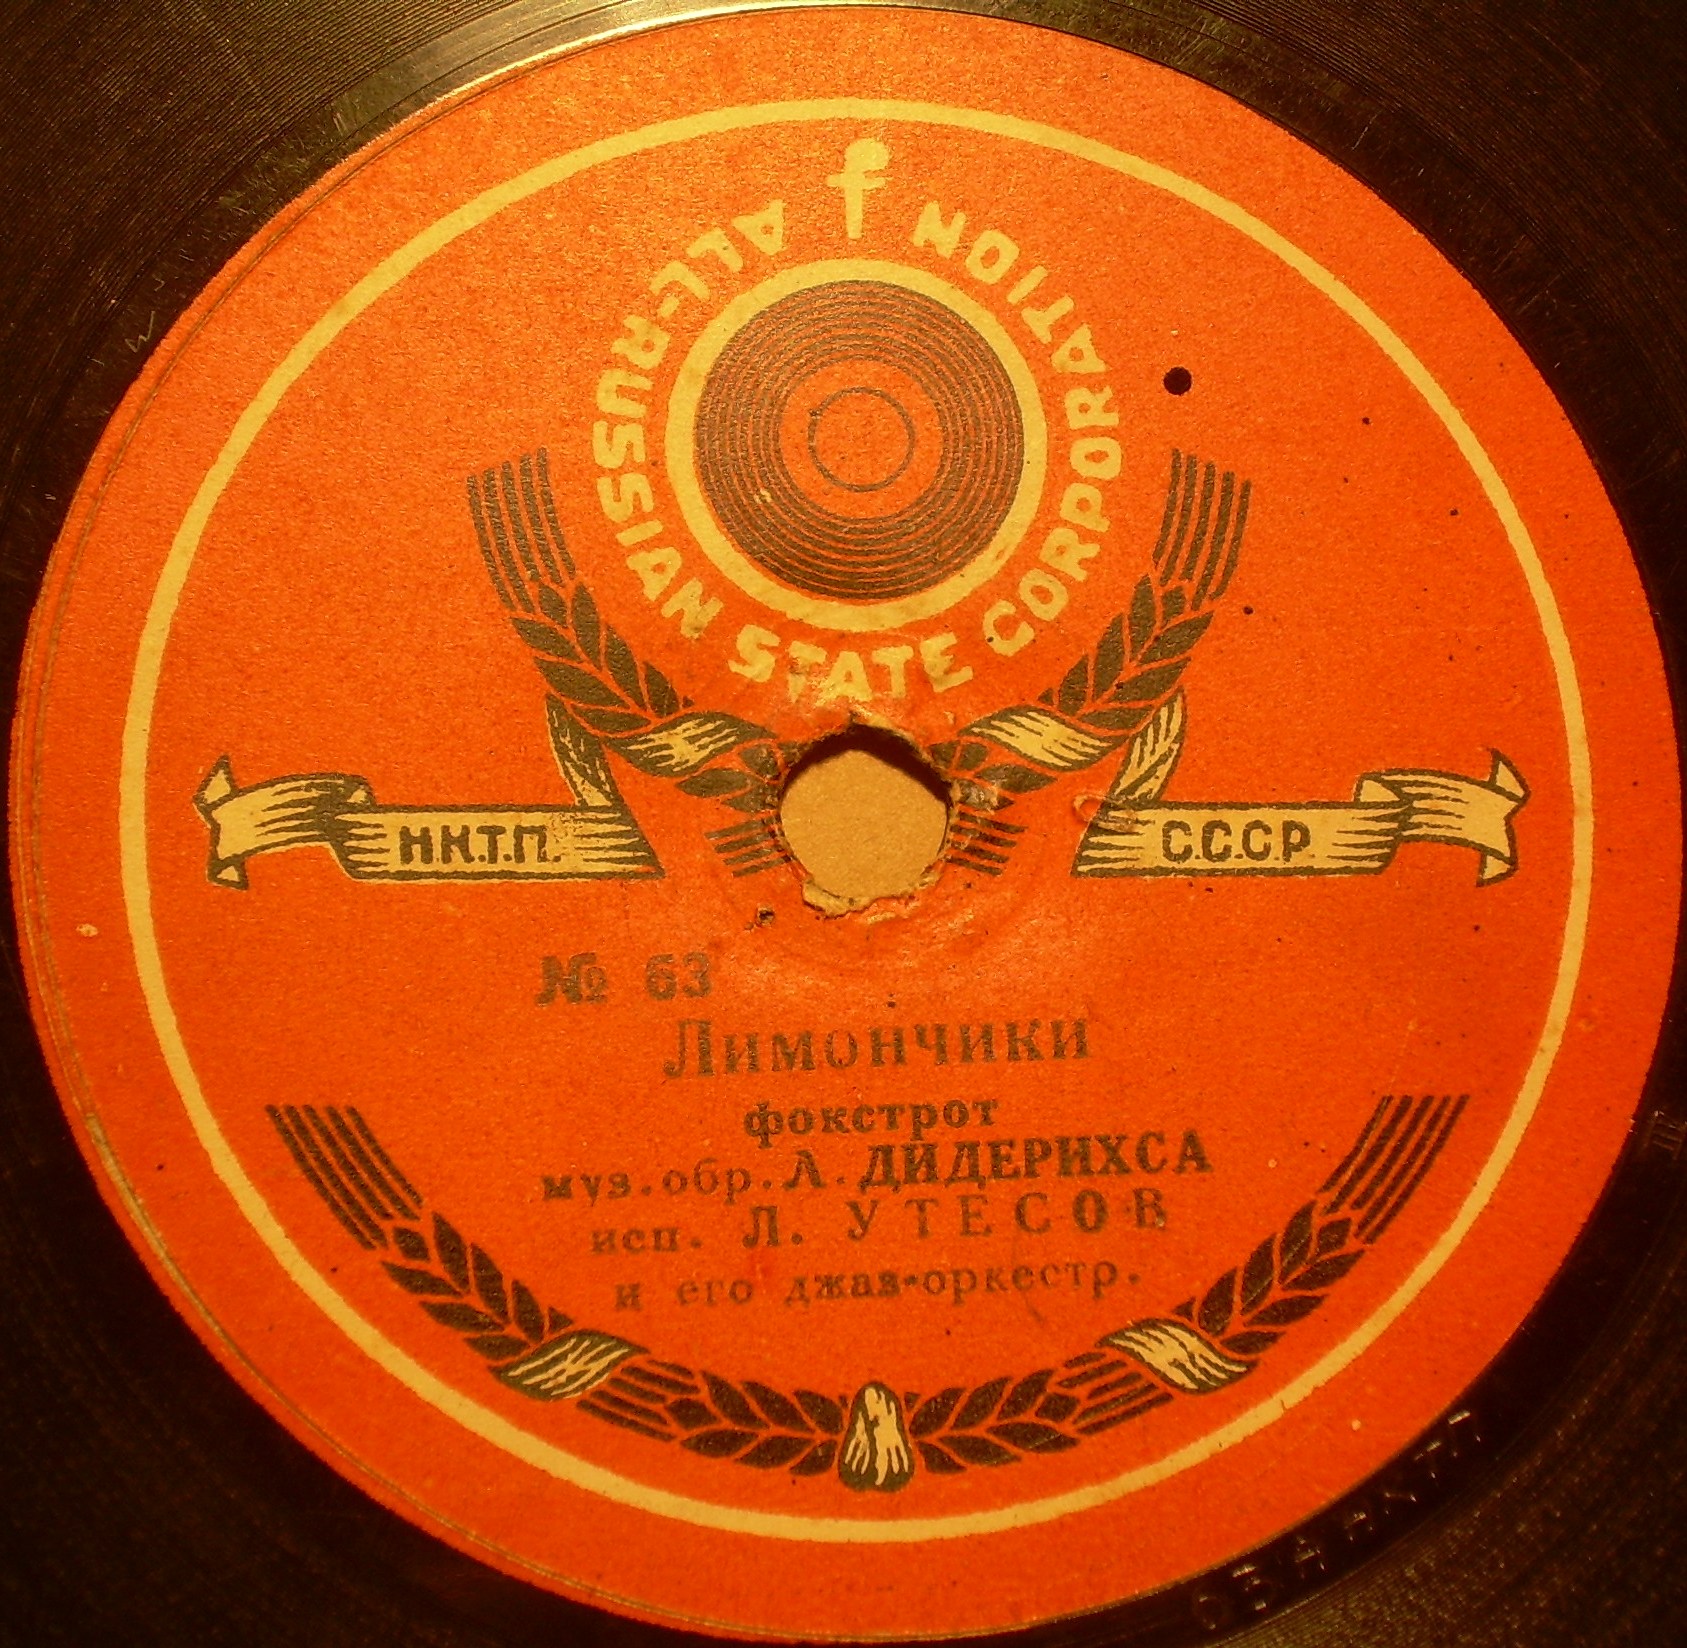 ALL-RUSSIAN STATE CORPORATION
Н.К.Т.П.
С.С.С.Р.
№ 63
Лимончики
фокстрот
муз.обр. А. ДИДЕРИХСА
исп. Л. УТЕСОВ
и его джаз-оркестр.